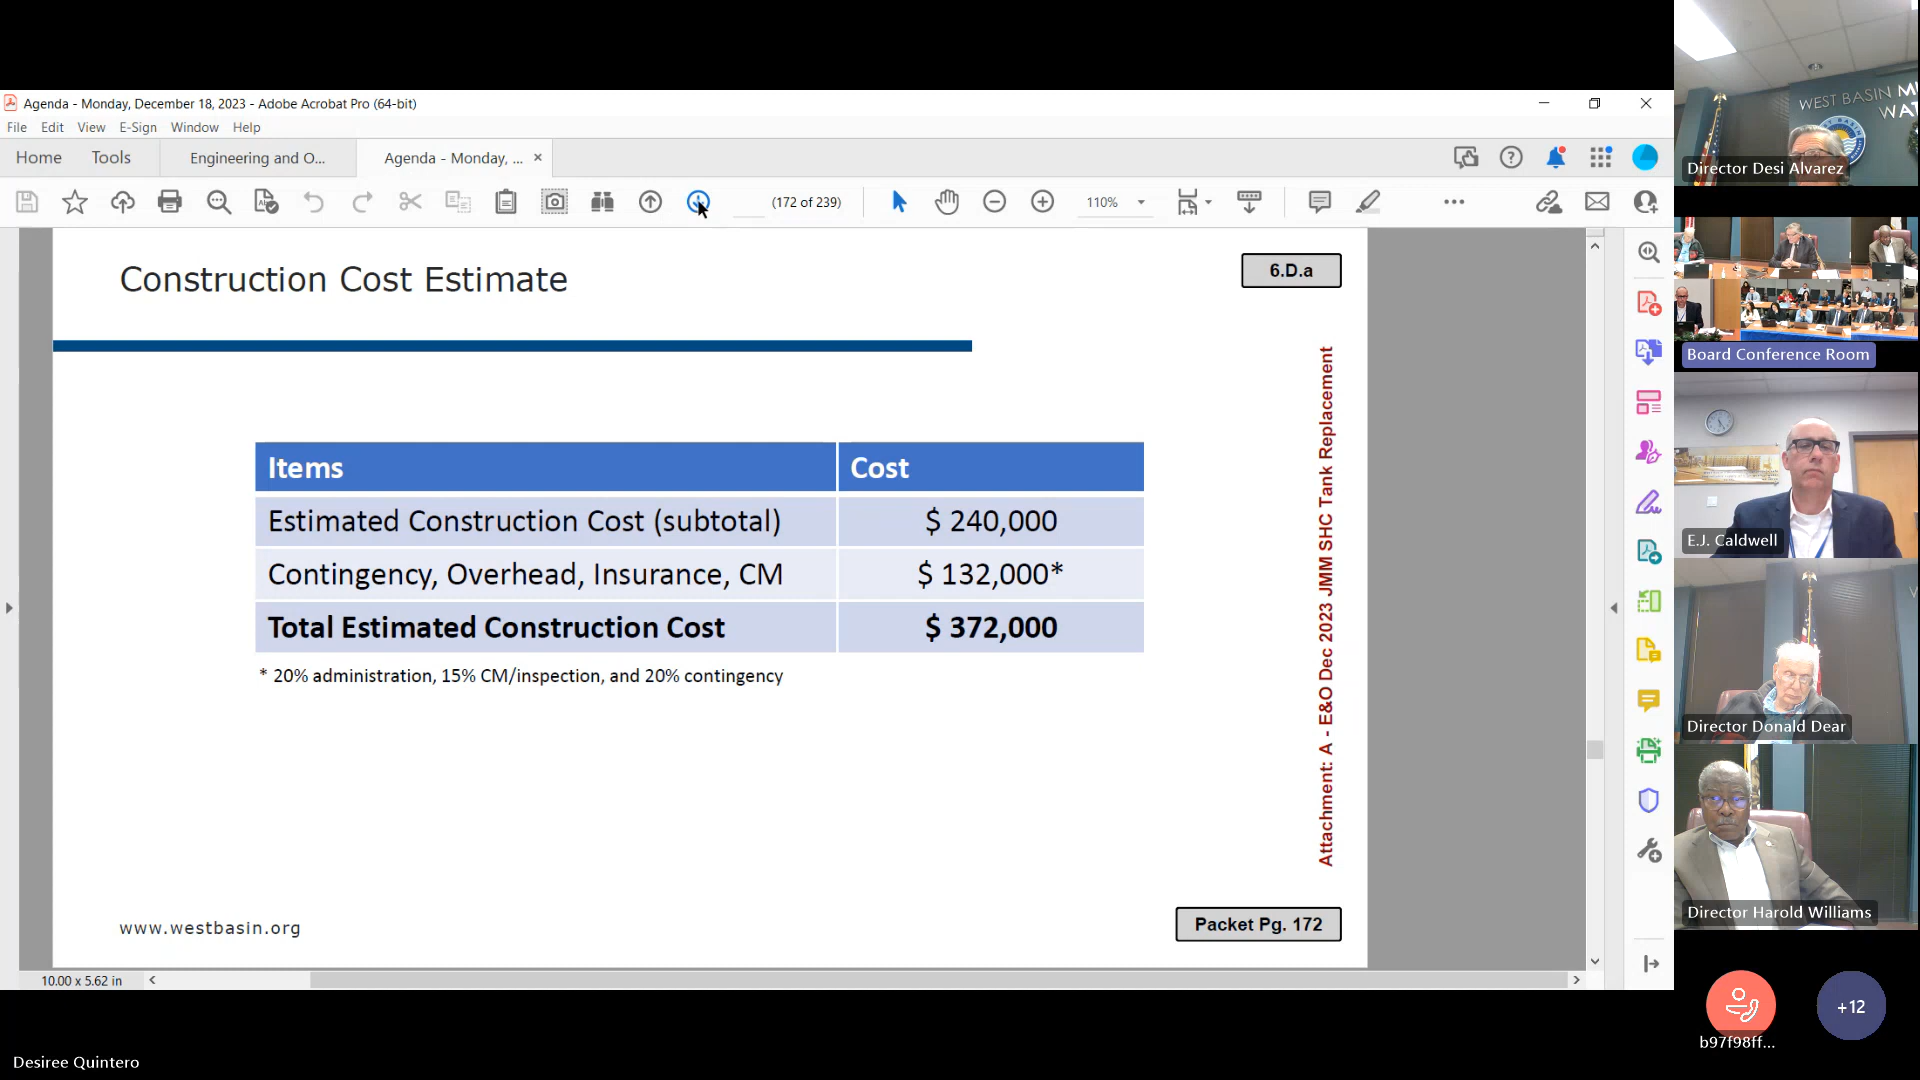 Agenda - Monday, December 18, 2023 - Adobe Acrobat Pro (64-bit)
File Edit View E-Sign Window Help
Home Tools Engineering and O... Agenda - Monday, ...
(172 of 239) 110%
Construction Cost Estimate
6.D.a
Items Cost
Estimated Construction Cost (subtotal) $ 240,000
Contingency, Overhead, Insurance, CM $ 132,000*
Total Estimated Construction Cost $ 372,000
* 20% administration, 15% CM/inspection, and 20% contingency
Attachment: A - E&O Dec 2023 JMM SHC Tank Replacement
www.westbasin.org
Packet Pg. 172
10.00 x 5.62 in
WEST BASIN M
WAT
Director Desi Alvarez
Board Conference Room
E.J. Caldwell
Director Donald Dear
Director Harold Williams
b97f98ff...
+12
Desiree Quintero